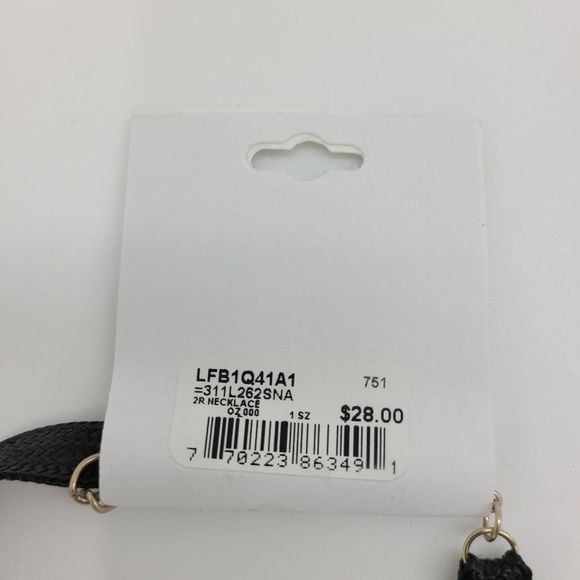 LFB1Q41A1 751
=311L262SNA
2R NECKLACE
OZ 000 1 SZ $28.00
7 70223 86349 1